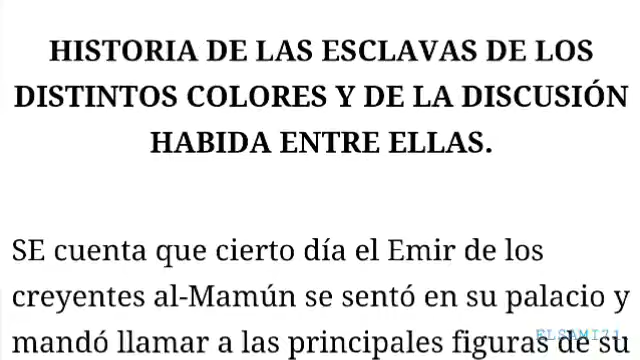 HISTORIA DE LAS ESCLAVAS DE LOS
DISTINTOS COLORES Y DE LA DISCUSIÓN
HABIDA ENTRE ELLAS.
SE cuenta que cierto día el Emir de los
creyentes al-Mamún se sentó en su palacio y
mandó llamar a las principales figuras de su
ELSAMI71